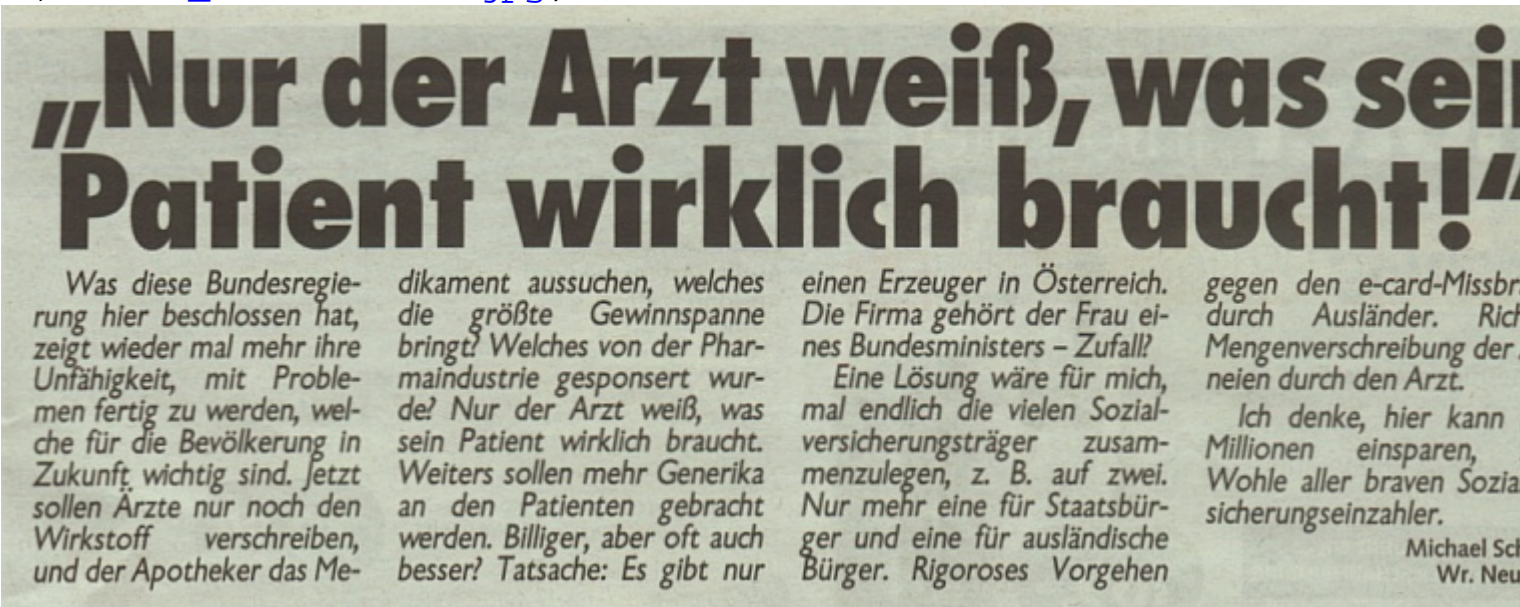 „Nur der Arzt weiß, was sein
Patient wirklich braucht!“
Was diese Bundesregie-
rung hier beschlossen hat,
zeigt wieder mal mehr ihre
Unfähigkeit, mit Proble-
men fertig zu werden, wel-
che für die Bevölkerung in
Zukunft wichtig sind. Jetzt
sollen Ärzte nur noch den
Wirkstoff verschreiben,
und der Apotheker das Me-
dikament aussuchen, welches
die größte Gewinnspanne
bringt? Welches von der Phar-
maindustrie gesponsert wur-
de? Nur der Arzt weiß, was
sein Patient wirklich braucht.
Weiters sollen mehr Generika
an den Patienten gebracht
werden. Billiger, aber oft auch
besser? Tatsache: Es gibt nur
einen Erzeuger in Österreich.
Die Firma gehört der Frau ei-
nes Bundesministers – Zufall?
Eine Lösung wäre für mich,
mal endlich die vielen Sozial-
versicherungsträger zusam-
menzulegen, z. B. auf zwei.
Nur mehr eine für Staatsbür-
ger und eine für ausländische
Bürger. Rigoroses Vorgehen
gegen den e-card-Missbr
durch Ausländer. Rich
Mengenverschreibung der
neien durch den Arzt.
Ich denke, hier kann
Millionen einsparen,
Wohle aller braven Sozia
sicherungseinzahler.
Michael Sch
Wr. Neu